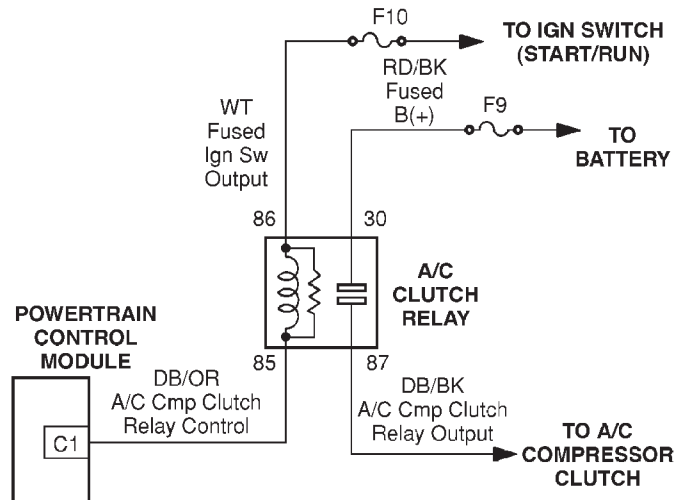 F10
TO IGN SWITCH
(START/RUN)
RD/BK
Fused
B(+)
WT
Fused
Ign Sw
Output
F9
TO
BATTERY
86
30
A/C
CLUTCH
RELAY
POWERTRAIN
CONTROL
MODULE
85
87
DB/OR
A/C Cmp Clutch
Relay Control
DB/BK
A/C Cmp Clutch
Relay Output
C1
TO A/C
COMPRESSOR
CLUTCH